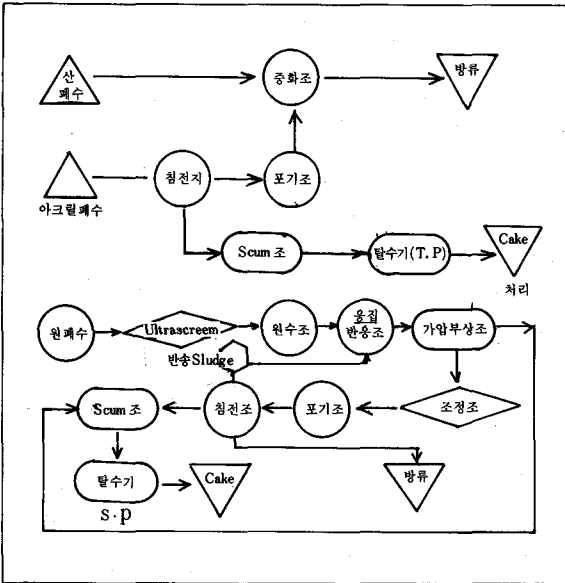 산
폐수
중화조
방류
아크릴폐수
침전지
포기조
Scum 조
탈수기(T.P)
Cake
처리
원폐수
Ultrascreem
원수조
응집
반응조
가압부상조
반송Sludge
Scum 조
침전조
포기조
조정조
탈수기
s.p
Cake
방류